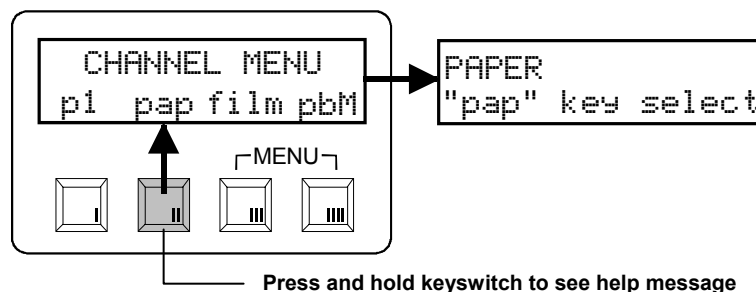 CHANNEL MENU
p1 pap film pbM
PAPER
"pap" key select
MENU
I II III IIII
Press and hold keyswitch to see help message